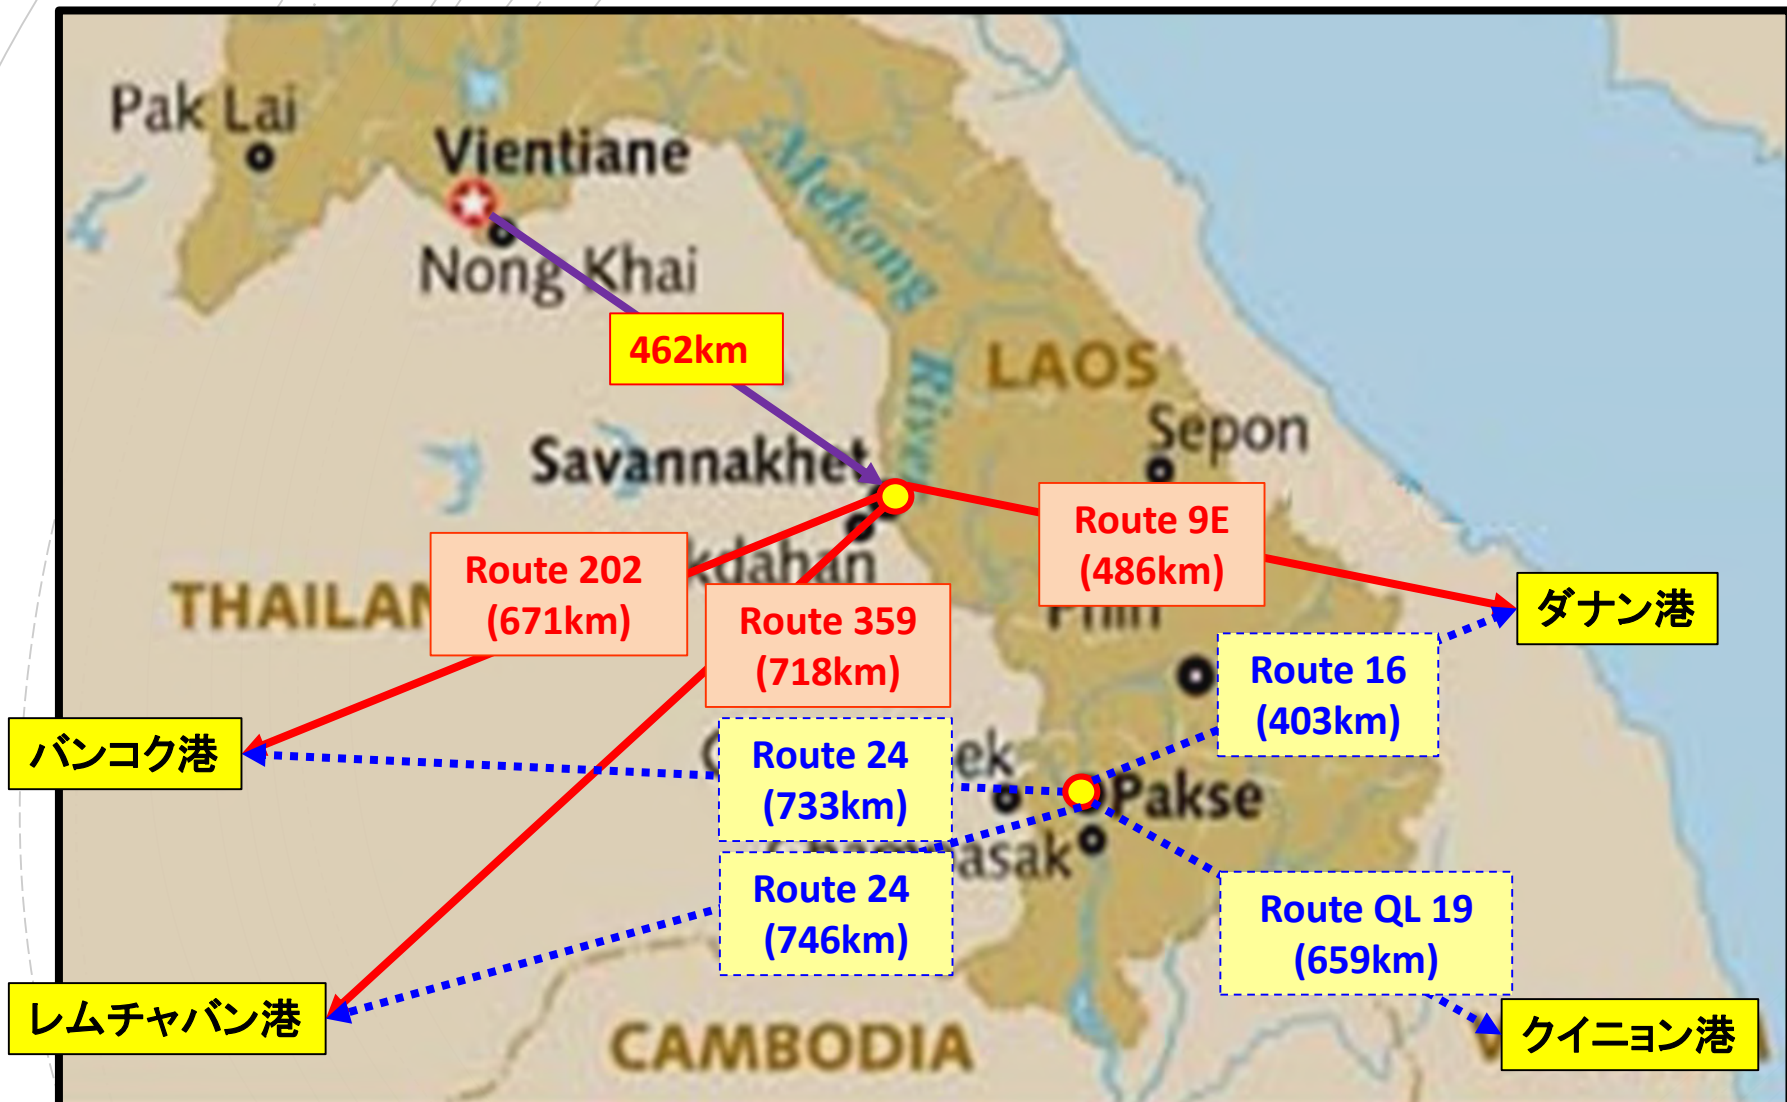 Pak Lai
Vientiane
Nong Khai
Mekong
River
462km
LAOS
Sepon
Savannakhet
Route 9E
(486km)
Route 202
(671km)
Route 359
(718km)
ダナン港
Route 16
(403km)
バンコク港
Route 24
(733km)
Pakse
Route 24
(746km)
Route QL 19
(659km)
レムチャバン港
CAMBODIA
クイニョン港